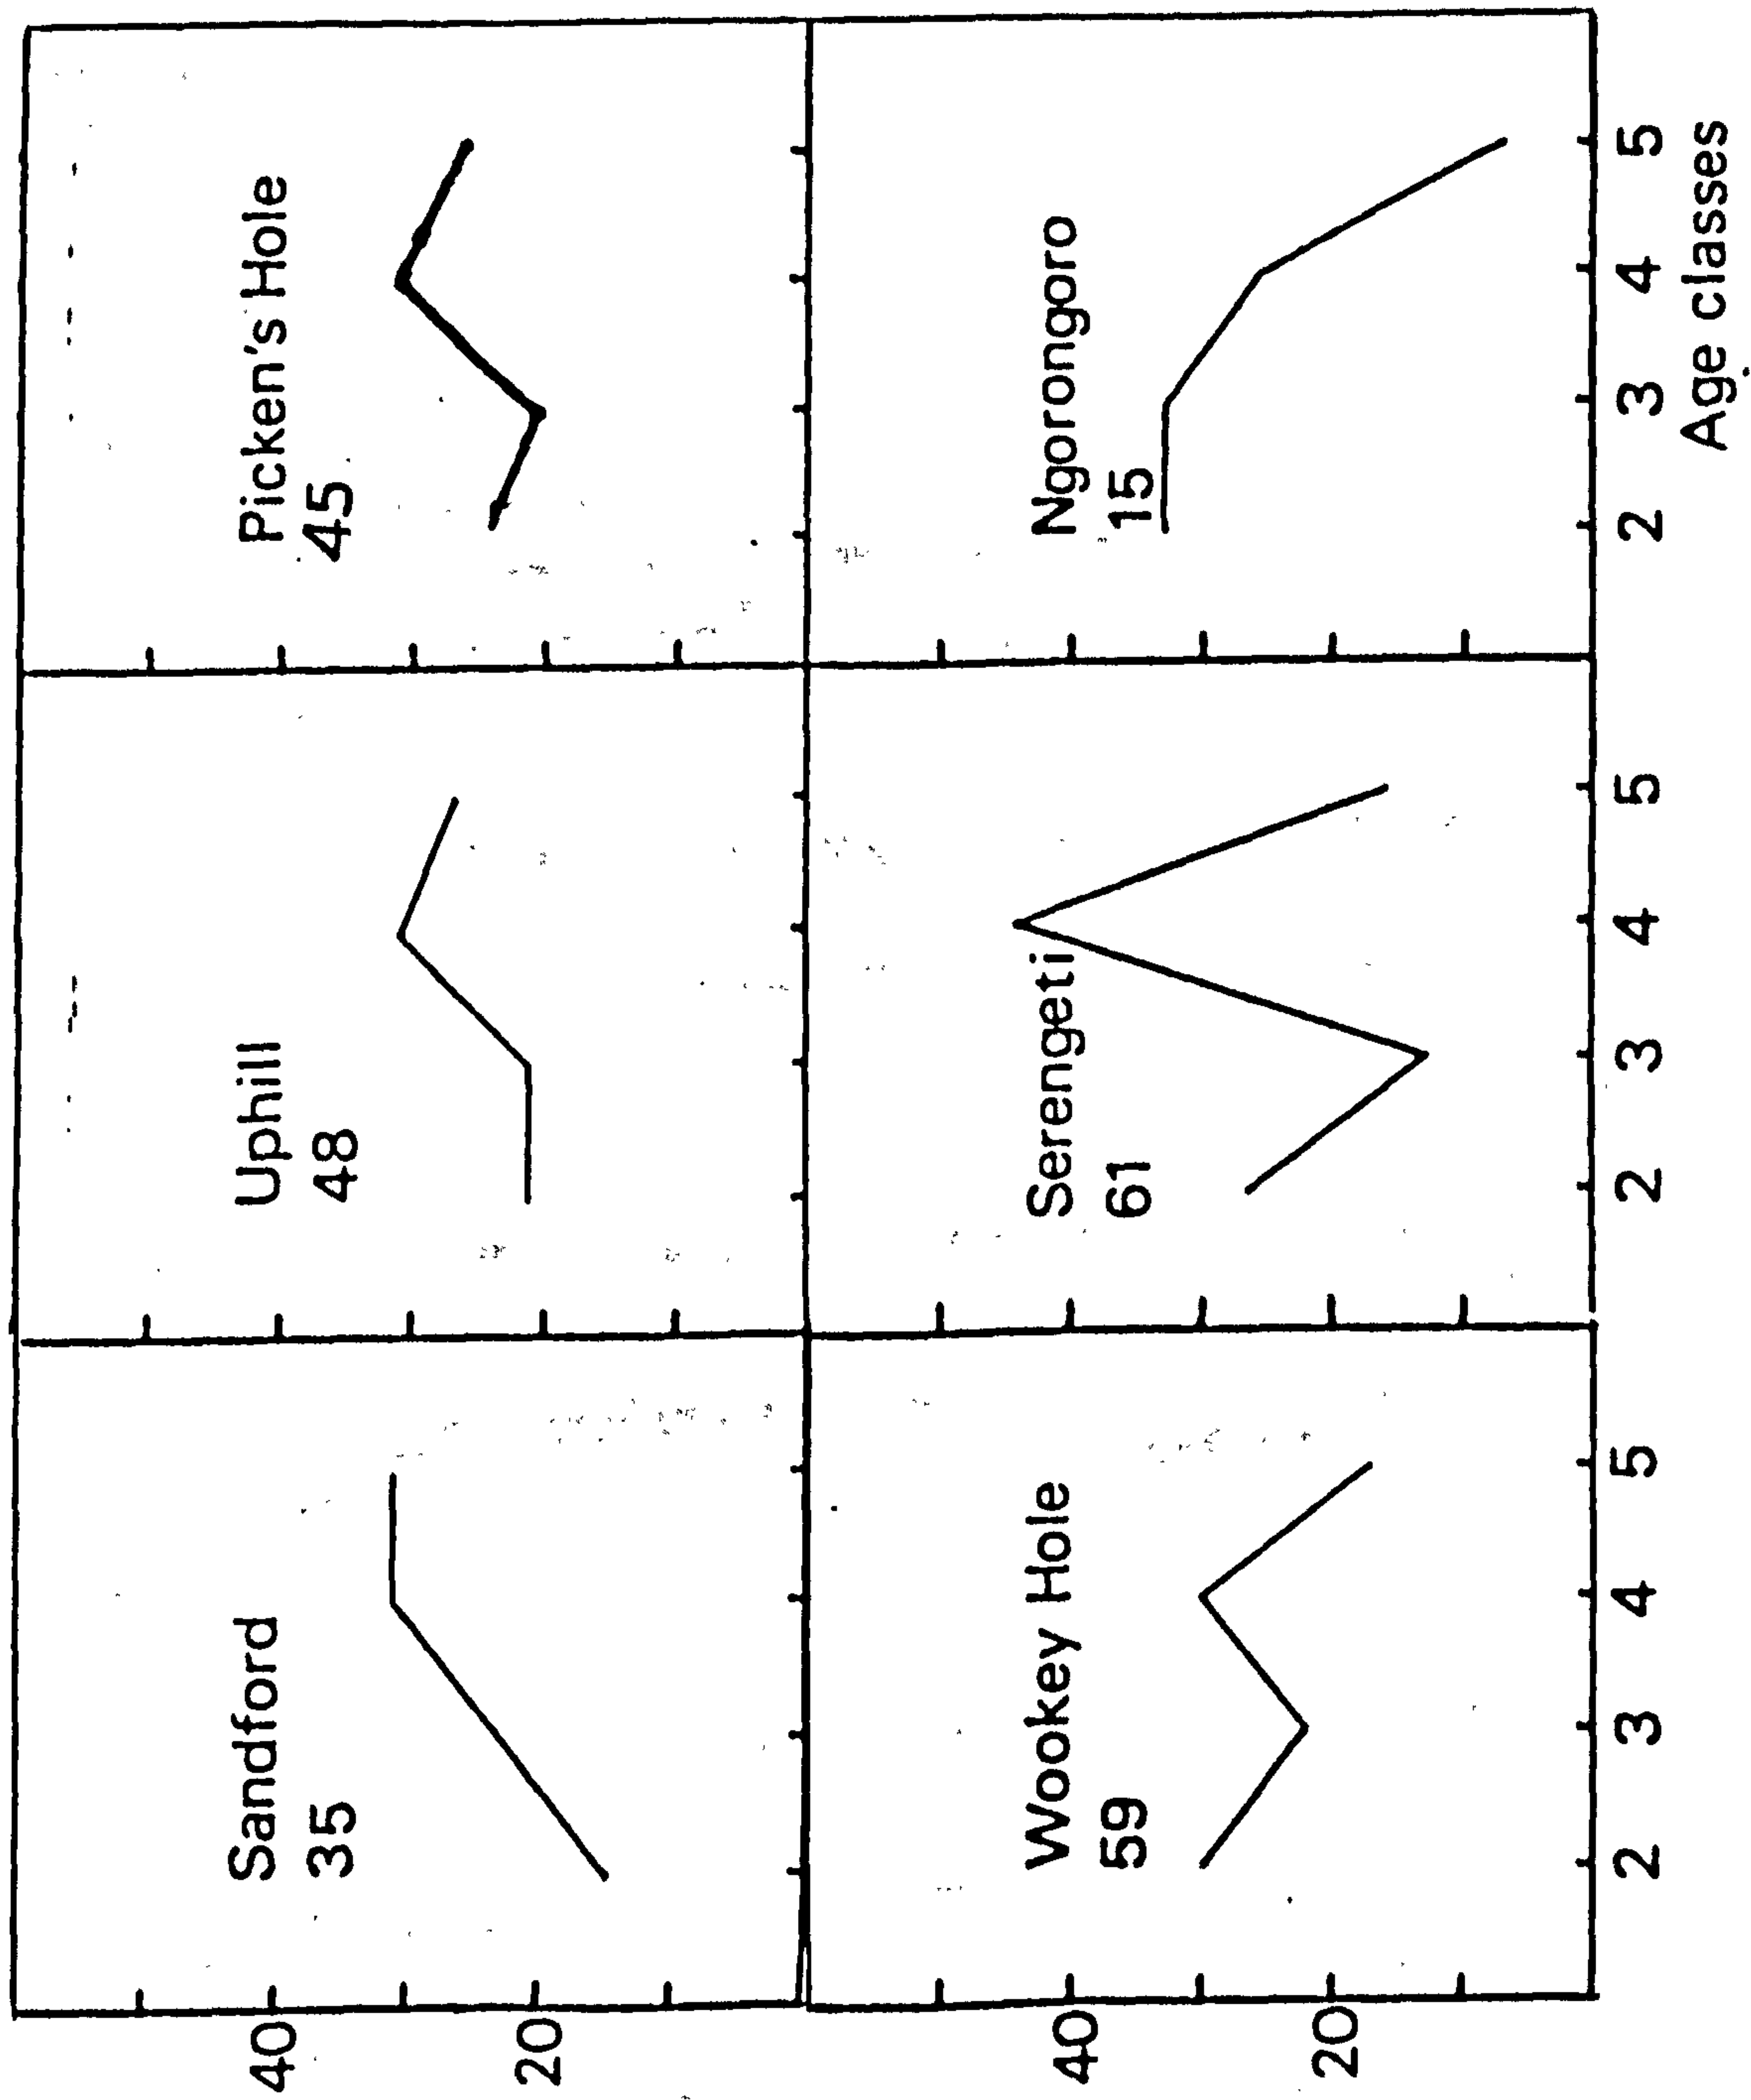 Sandford
35
Uphill
48
Picken's Hole
45
40
20
Wookey Hole
59
Serengeti
61
Ngorongoro
15
40
20
2 3 4 5
2 3 4 5
2 3 4 5
Age classes